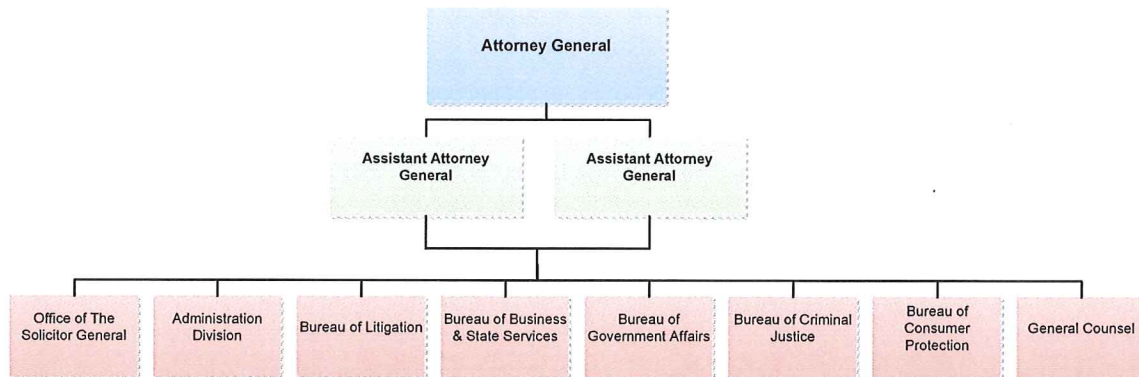 Attorney General
Assistant Attorney
General
Assistant Attorney
General
Office of The
Solicitor General
Administration
Division
Bureau of Litigation
Bureau of Business
& State Services
Bureau of
Government Affairs
Bureau of Criminal
Justice
Bureau of
Consumer
Protection
General Counsel